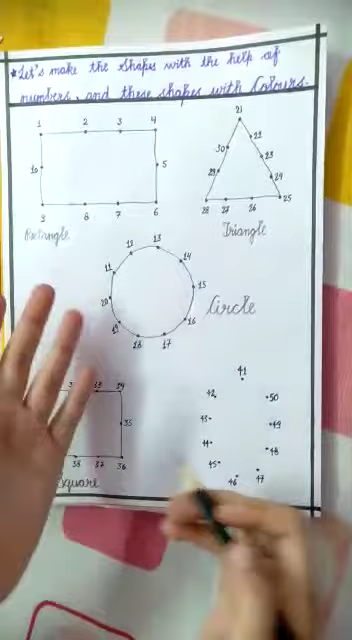 *Let's make the shapes with the help of
numbers, and these shapes with Colours.
1 2 3 4
10 5
9 8 7 6
Rectangle
21
30 22
23
29 24
28 27 26 25
Triangle
12 13
11 14
20 15
19 16
18 17
Circle
33 34
35
38 37 36
Square
41
42 50
43 49
44 48
45 46 47